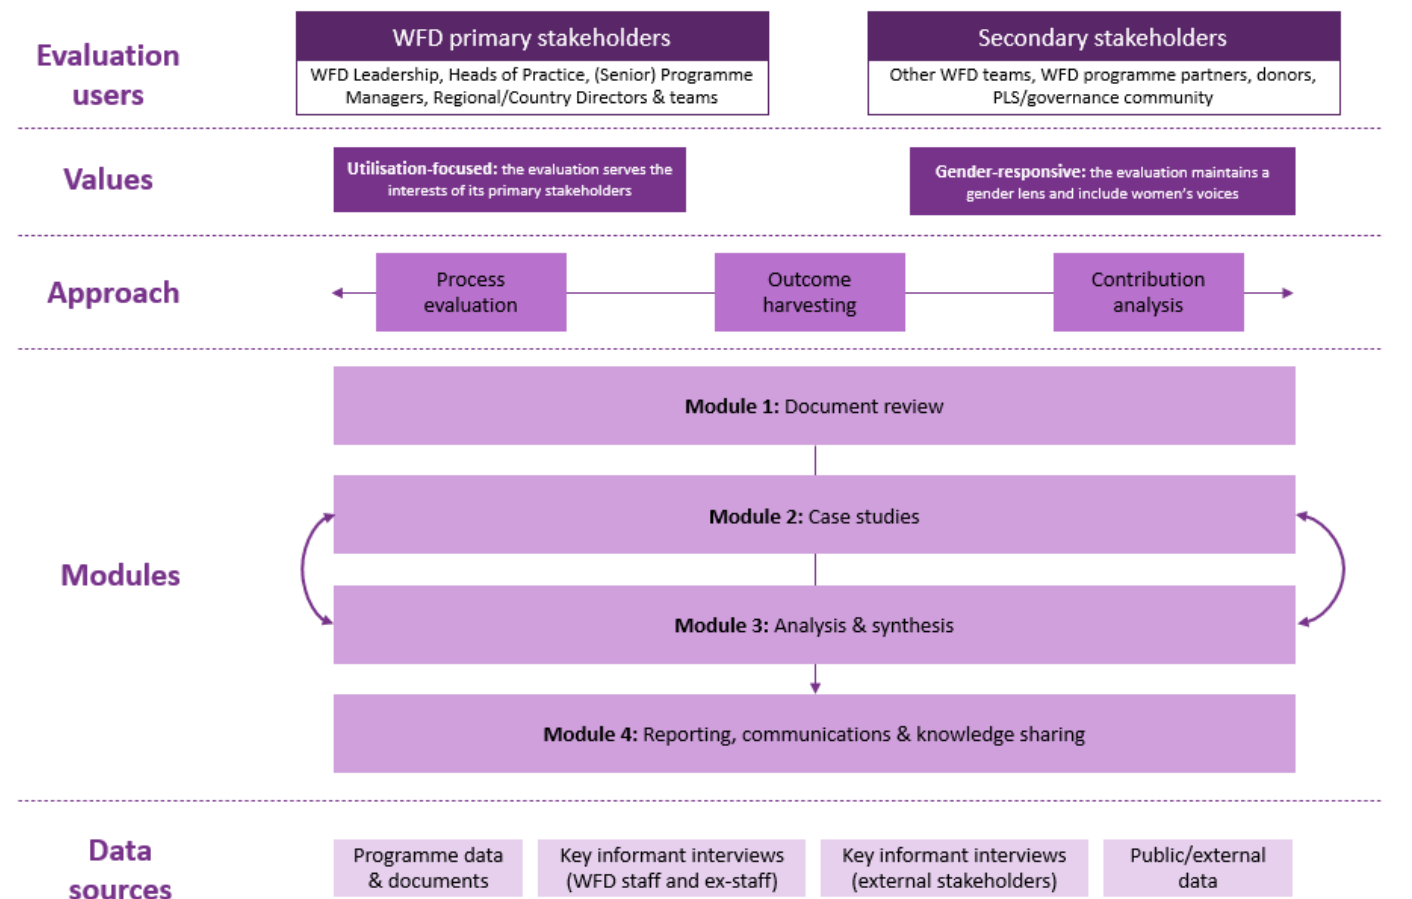 Evaluation
users
WFD primary stakeholders
WFD Leadership, Heads of Practice, (Senior) Programme
Managers, Regional/Country Directors & teams
Secondary stakeholders
Other WFD teams, WFD programme partners, donors,
PLS/governance community
Values
Utilisation-focused: the evaluation serves the
interests of its primary stakeholders
Gender-responsive: the evaluation maintains a
gender lens and include women's voices
Approach
Process
evaluation
Outcome
harvesting
Contribution
analysis
Modules
Module 1: Document review
Module 2: Case studies
Module 3: Analysis & synthesis
Module 4: Reporting, communications & knowledge sharing
Data
sources
Programme data
& documents
Key informant interviews
(WFD staff and ex-staff)
Key informant interviews
(external stakeholders)
Public/external
data